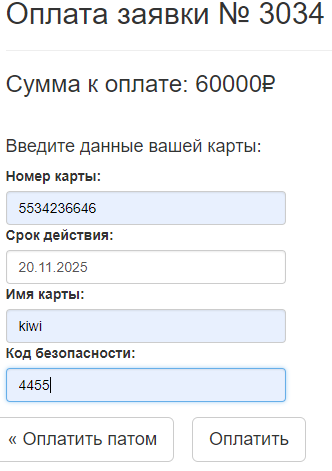 Оплата заявки № 3034
Сумма к оплате: 60000₽
Введите данные вашей карты:
Номер карты:
5534236646
Срок действия:
20.11.2025
Имя карты:
kiwi
Код безопасности:
4455
« Оплатить патом
Оплатить